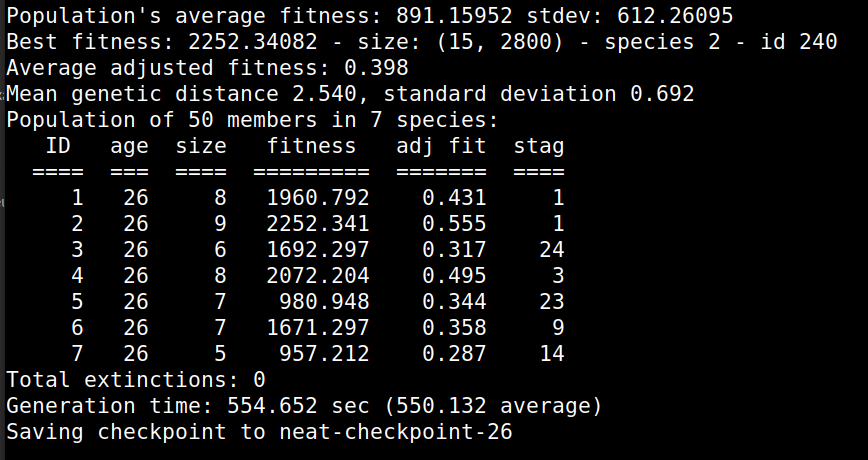 Population's average fitness: 891.15952 stdev: 612.26095
Best fitness: 2252.34082 - size: (15, 2800) - species 2 - id 240
Average adjusted fitness: 0.398
Mean genetic distance 2.540, standard deviation 0.692
Population of 50 members in 7 species:
   ID   age  size   fitness   adj fit  stag
  ====  ===  ====  =========  =======  ====
     1   26     8   1960.792    0.431     1
     2   26     9   2252.341    0.555     1
     3   26     6   1692.297    0.317    24
     4   26     8   2072.204    0.495     3
     5   26     7    980.948    0.344    23
     6   26     7   1671.297    0.358     9
     7   26     5    957.212    0.287    14
Total extinctions: 0
Generation time: 554.652 sec (550.132 average)
Saving checkpoint to neat-checkpoint-26